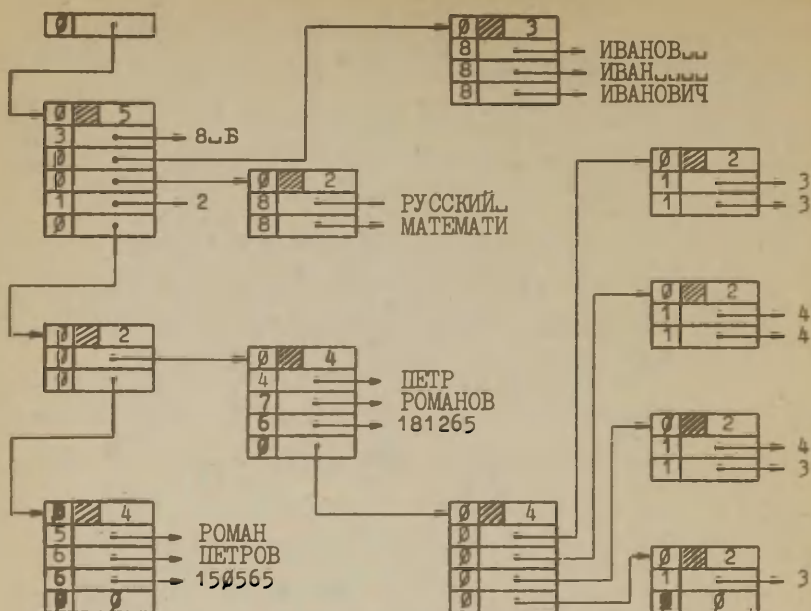 Ø
Ø 3
8 ИВАНОВ␣␣
8 ИВАН␣␣␣␣
8 ИВАНОВИЧ
Ø 5
3 8␣Б
Ø
Ø
1 2
Ø
Ø 2
8 РУССКИЙ␣
8 МАТЕМАТИ
Ø 2
1 3
1 3
Ø 2
1 4
1 4
Ø 2
Ø
Ø
Ø 4
4 ПЕТР
7 РОМАНОВ
6 181265
Ø
Ø 2
1 4
1 3
Ø 4
5 РОМАН
6 ПЕТРОВ
6 15Ø565
Ø Ø
Ø 4
Ø
Ø
Ø
Ø
Ø 2
1 3
Ø Ø